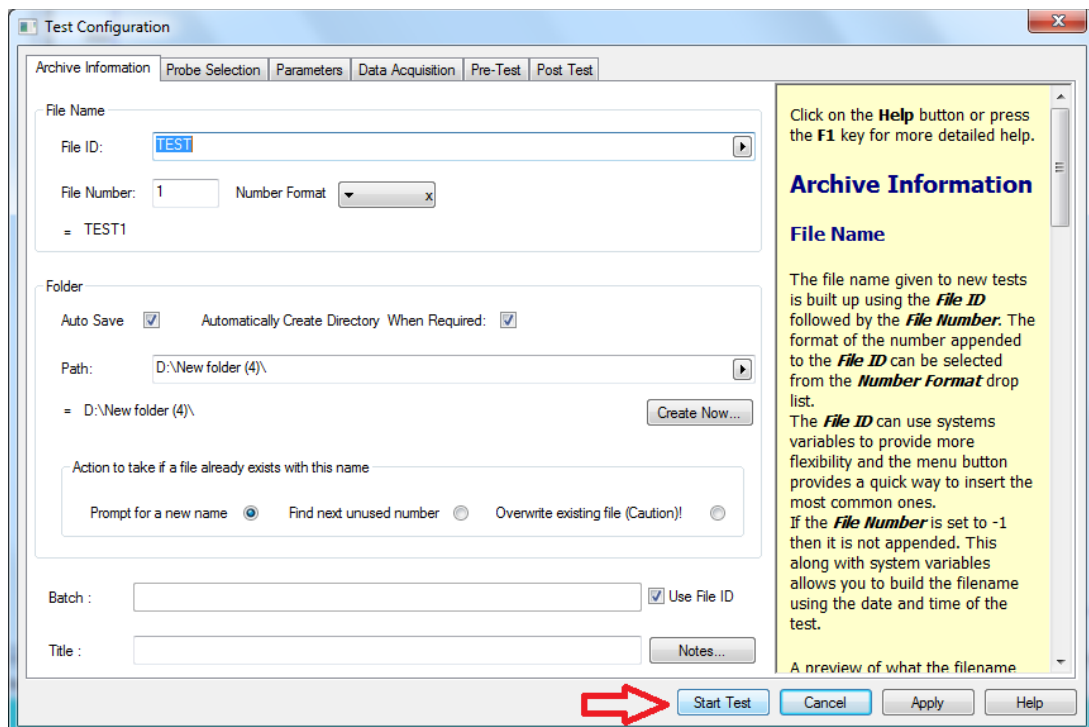 Test Configuration
Archive Information Probe Selection Parameters Data Acquisition Pre-Test Post Test
File Name
File ID: TEST
File Number: 1 Number Format x
= TEST1
Folder
Auto Save Automatically Create Directory When Required:
Path: D:\New folder (4)\
= D:\New folder (4)\
Create Now...
Action to take if a file already exists with this name
Prompt for a new name Find next unused number Overwrite existing file (Caution)!
Batch : Use File ID
Title : Notes...
Click on the Help button or press
the F1 key for more detailed help.
Archive Information
File Name
The file name given to new tests
is built up using the File ID
followed by the File Number. The
format of the number appended
to the File ID can be selected
from the Number Format drop
list.
The File ID can use systems
variables to provide more
flexibility and the menu button
provides a quick way to insert the
most common ones.
If the File Number is set to -1
then it is not appended. This
along with system variables
allows you to build the filename
using the date and time of the
test.
A preview of what the filename
Start Test Cancel Apply Help